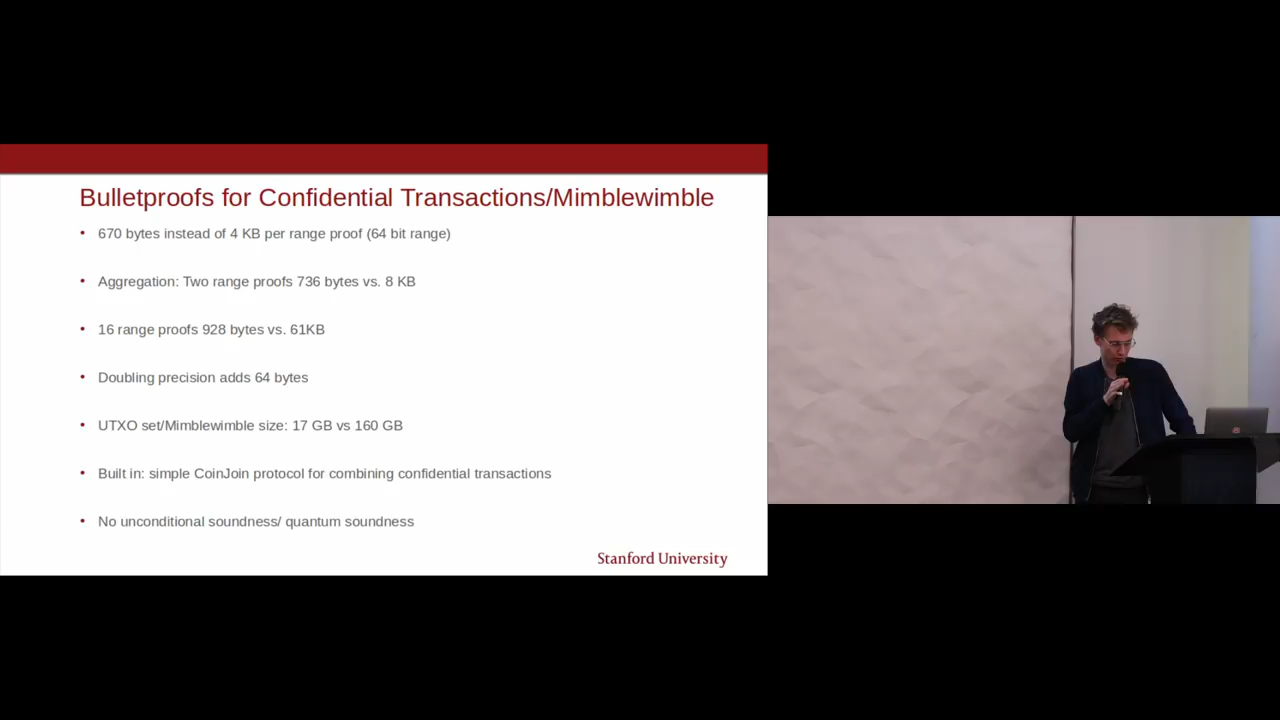 Bulletproofs for Confidential Transactions/Mimblewimble
• 670 bytes instead of 4 KB per range proof (64 bit range)
• Aggregation: Two range proofs 736 bytes vs. 8 KB
• 16 range proofs 928 bytes vs. 61KB
• Doubling precision adds 64 bytes
• UTXO set/Mimblewimble size: 17 GB vs 160 GB
• Built in: simple CoinJoin protocol for combining confidential transactions
• No unconditional soundness/ quantum soundness
Stanford University